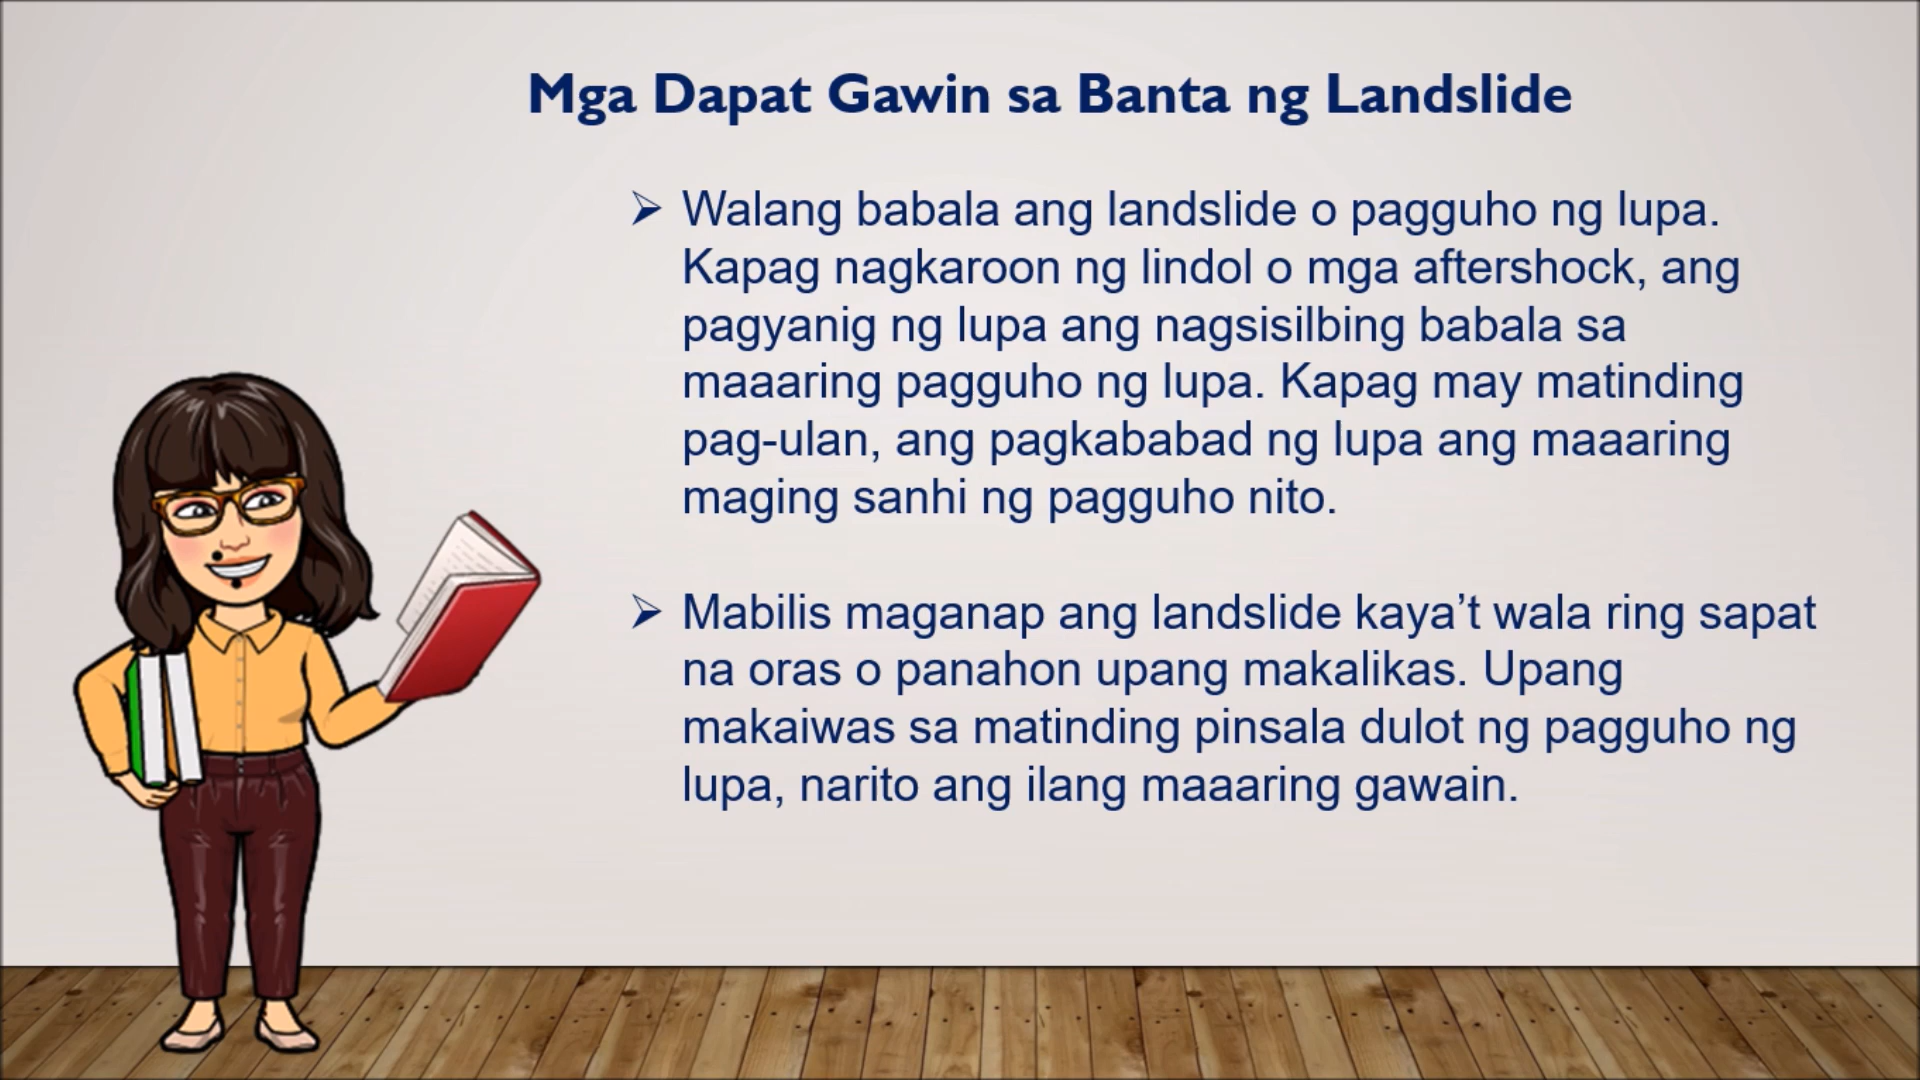 Mga Dapat Gawin sa Banta ng Landslide
➢ Walang babala ang landslide o pagguho ng lupa.
Kapag nagkaroon ng lindol o mga aftershock, ang
pagyanig ng lupa ang nagsisilbing babala sa
maaaring pagguho ng lupa. Kapag may matinding
pag-ulan, ang pagkababad ng lupa ang maaaring
maging sanhi ng pagguho nito.
➢ Mabilis maganap ang landslide kaya’t wala ring sapat
na oras o panahon upang makalikas. Upang
makaiwas sa matinding pinsala dulot ng pagguho ng
lupa, narito ang ilang maaaring gawain.